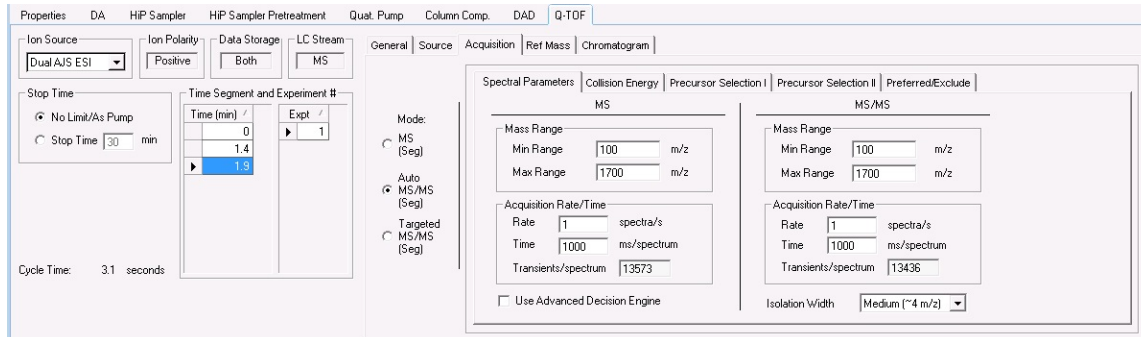 Properties DA HiP Sampler HiP Sampler Pretreatment Quat. Pump Column Comp. DAD Q-TOF
Ion Source
Dual AJS ESI
Ion Polarity
Positive
Data Storage
Both
LC Stream
MS
Stop Time
No Limit/As Pump
Stop Time 30 min
Time Segment and Experiment #
Time (min) Expt
0 1
1.4
1.9
Cycle Time: 3.1 seconds
General Source Acquisition Ref Mass Chromatogram
Mode:
MS
(Seg)
Auto
MS/MS
(Seg)
Targeted
MS/MS
(Seg)
Spectral Parameters Collision Energy Precursor Selection I Precursor Selection II Preferred/Exclude
MS
Mass Range
Min Range 100 m/z
Max Range 1700 m/z
Acquisition Rate/Time
Rate 1 spectra/s
Time 1000 ms/spectrum
Transients/spectrum 13573
Use Advanced Decision Engine
MS/MS
Mass Range
Min Range 100 m/z
Max Range 1700 m/z
Acquisition Rate/Time
Rate 1 spectra/s
Time 1000 ms/spectrum
Transients/spectrum 13436
Isolation Width Medium (~4 m/z)